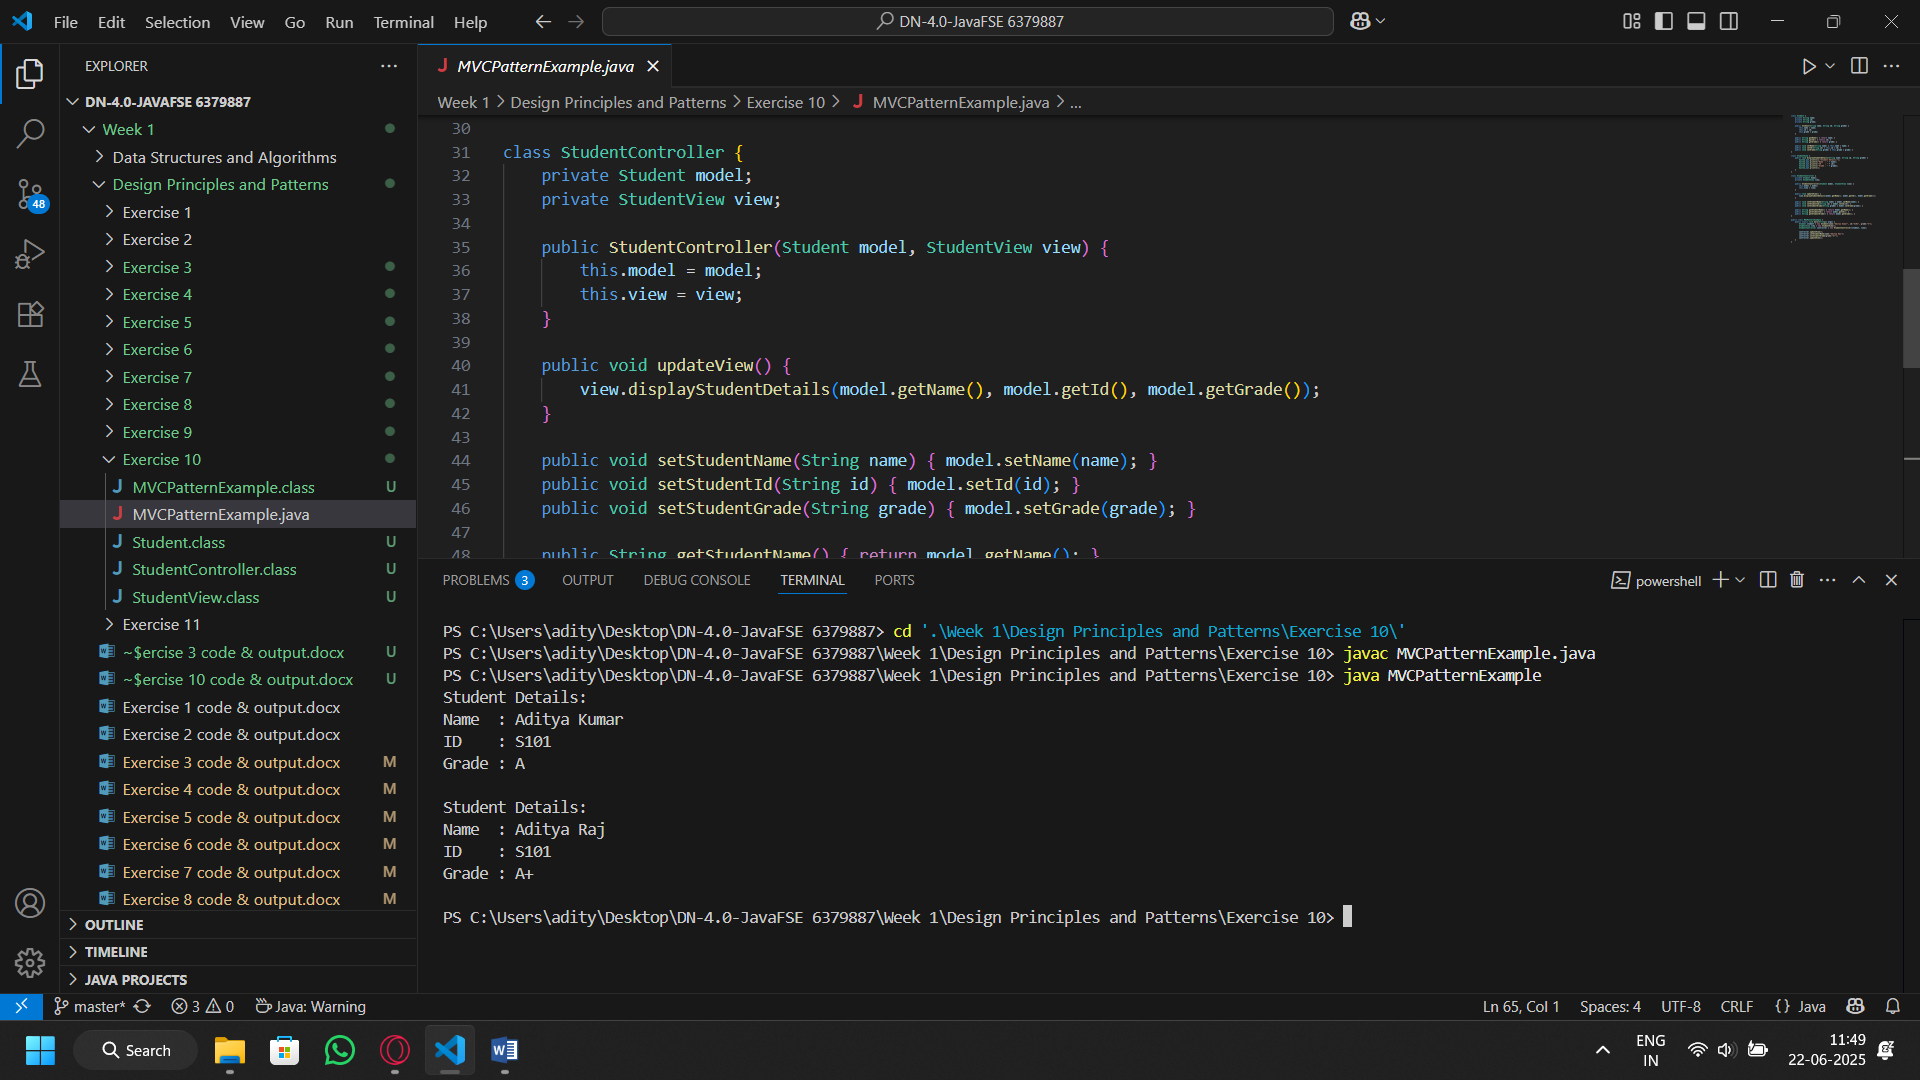 File Edit Selection View Go Run Terminal Help
DN-4.0-JavaFSE 6379887
EXPLORER
DN-4.0-JAVAFSE 6379887
Week 1
Data Structures and Algorithms
Design Principles and Patterns
Exercise 1
Exercise 2
Exercise 3
Exercise 4
Exercise 5
Exercise 6
Exercise 7
Exercise 8
Exercise 9
Exercise 10
MVCPatternExample.class U
MVCPatternExample.java
Student.class U
StudentController.class U
StudentView.class U
Exercise 11
~$ercise 3 code & output.docx U
~$ercise 10 code & output.docx U
Exercise 1 code & output.docx
Exercise 2 code & output.docx
Exercise 3 code & output.docx M
Exercise 4 code & output.docx M
Exercise 5 code & output.docx M
Exercise 6 code & output.docx M
Exercise 7 code & output.docx M
Exercise 8 code & output.docx M
OUTLINE
TIMELINE
JAVA PROJECTS
48
J MVCPatternExample.java
Week 1 > Design Principles and Patterns > Exercise 10 > J MVCPatternExample.java > ...
30
31 class StudentController {
32 private Student model;
33 private StudentView view;
34
35 public StudentController(Student model, StudentView view) {
36 this.model = model;
37 this.view = view;
38 }
39
40 public void updateView() {
41 view.displayStudentDetails(model.getName(), model.getId(), model.getGrade());
42 }
43
44 public void setStudentName(String name) { model.setName(name); }
45 public void setStudentId(String id) { model.setId(id); }
46 public void setStudentGrade(String grade) { model.setGrade(grade); }
47
48 public String getStudentName() { return model.getName(); }
PROBLEMS 3 OUTPUT DEBUG CONSOLE TERMINAL PORTS
powershell
PS C:\Users\adity\Desktop\DN-4.0-JavaFSE 6379887> cd '.\Week 1\Design Principles and Patterns\Exercise 10\'
PS C:\Users\adity\Desktop\DN-4.0-JavaFSE 6379887\Week 1\Design Principles and Patterns\Exercise 10> javac MVCPatternExample.java
PS C:\Users\adity\Desktop\DN-4.0-JavaFSE 6379887\Week 1\Design Principles and Patterns\Exercise 10> java MVCPatternExample
Student Details:
Name : Aditya Kumar
ID : S101
Grade : A
Student Details:
Name : Aditya Raj
ID : S101
Grade : A+
PS C:\Users\adity\Desktop\DN-4.0-JavaFSE 6379887\Week 1\Design Principles and Patterns\Exercise 10>
master* 3 0 Java: Warning
Ln 65, Col 1 Spaces: 4 UTF-8 CRLF {} Java
Search
ENG
IN
11:49
22-06-2025